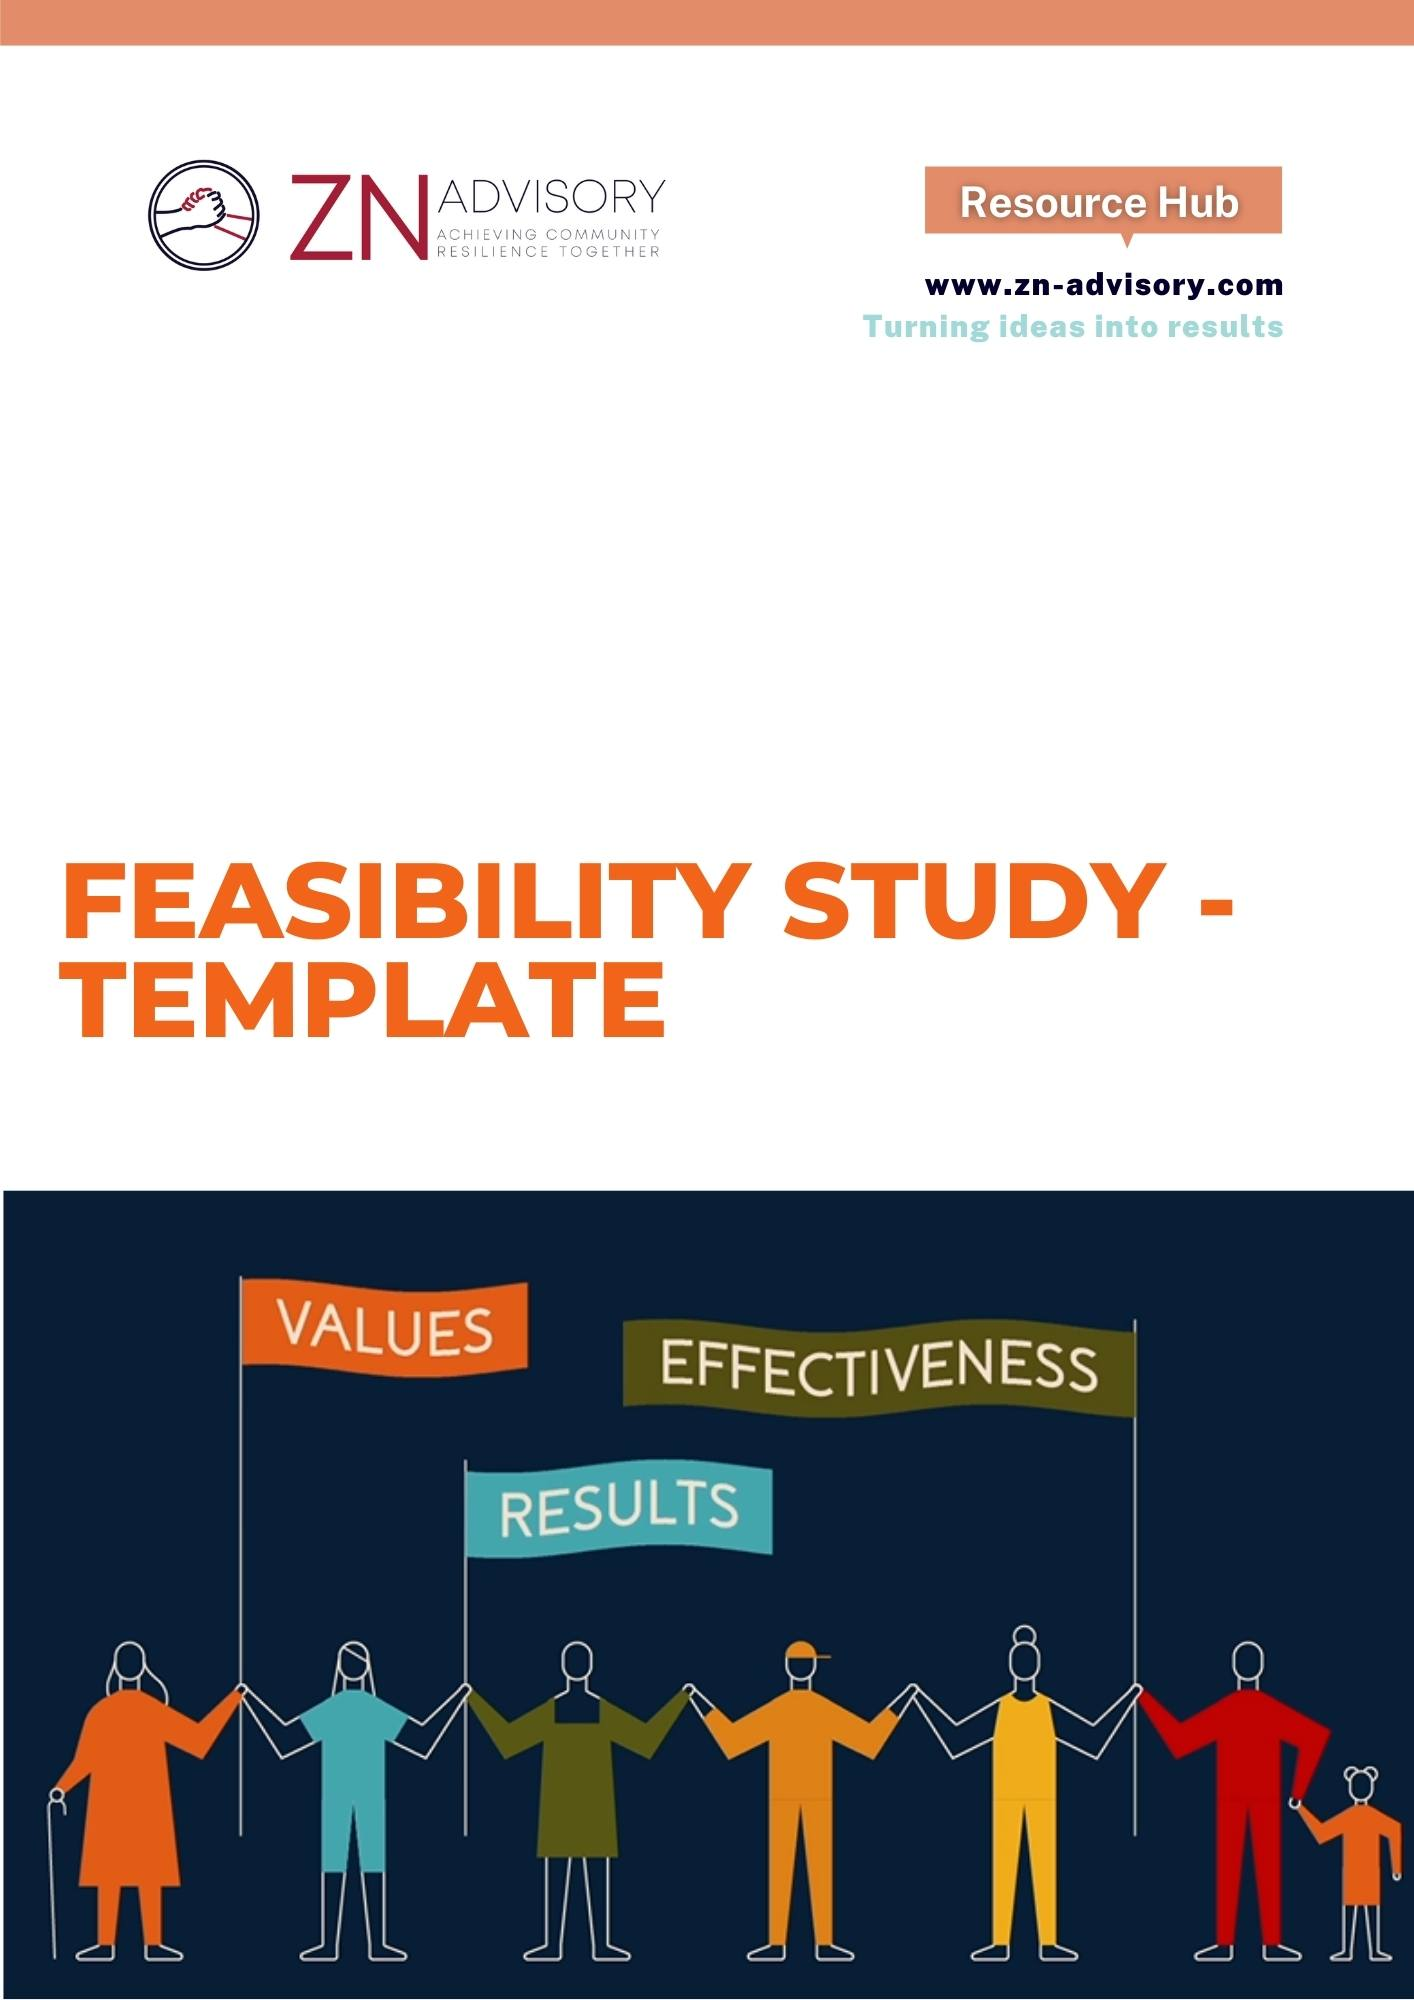 ZN ADVISORY
ACHIEVING COMMUNITY
RESILIENCE TOGETHER
Resource Hub
www.zn-advisory.com
Turning ideas into results
FEASIBILITY STUDY -
TEMPLATE
VALUES
EFFECTIVENESS
RESULTS